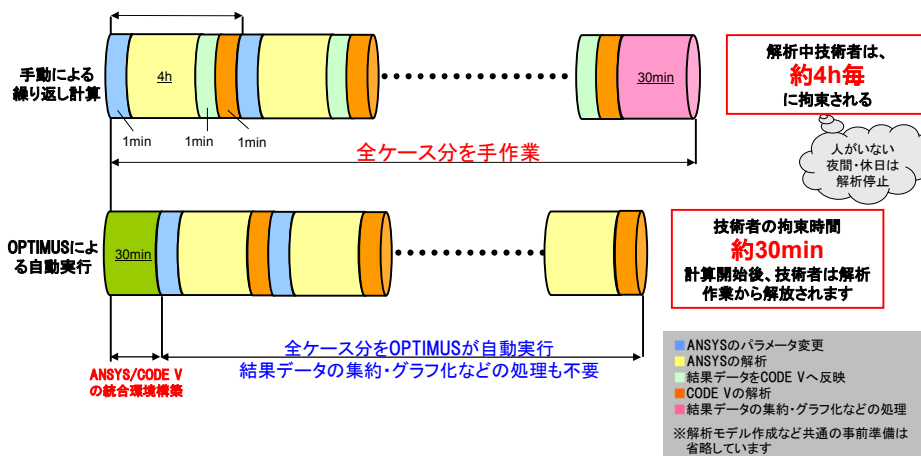 手動による
繰り返し計算
4h
1min
1min
1min
30min
全ケース分を手作業
解析中技術者は、
約4h毎
に拘束される
人がいない
夜間・休日は
解析停止
OPTIMUSによ
る自動実行
30min
技術者の拘束時間
約30min
計算開始後、技術者は解析
作業から解放されます
全ケース分をOPTIMUSが自動実行
結果データの集約・グラフ化などの処理も不要
ANSYS/CODE V
の統合環境構築
ANSYSのパラメータ変更
ANSYSの解析
結果データをCODE Vへ反映
CODE Vの解析
結果データの集約・グラフ化などの処理
※解析モデル作成など共通の事前準備は
省略しています